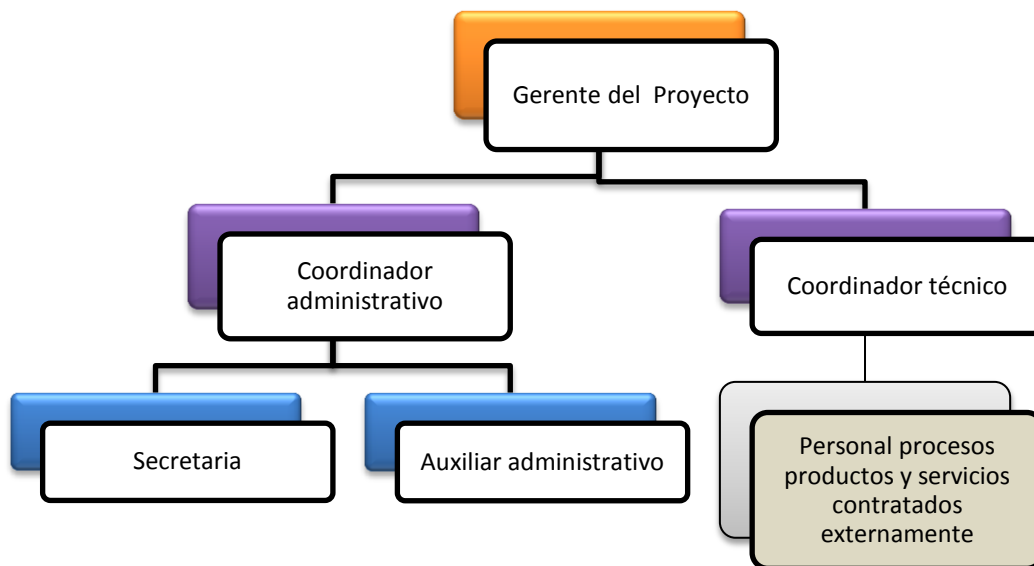 Gerente del Proyecto
Coordinador
administrativo
Coordinador técnico
Secretaria
Auxiliar administrativo
Personal procesos
productos y servicios
contratados
externamente